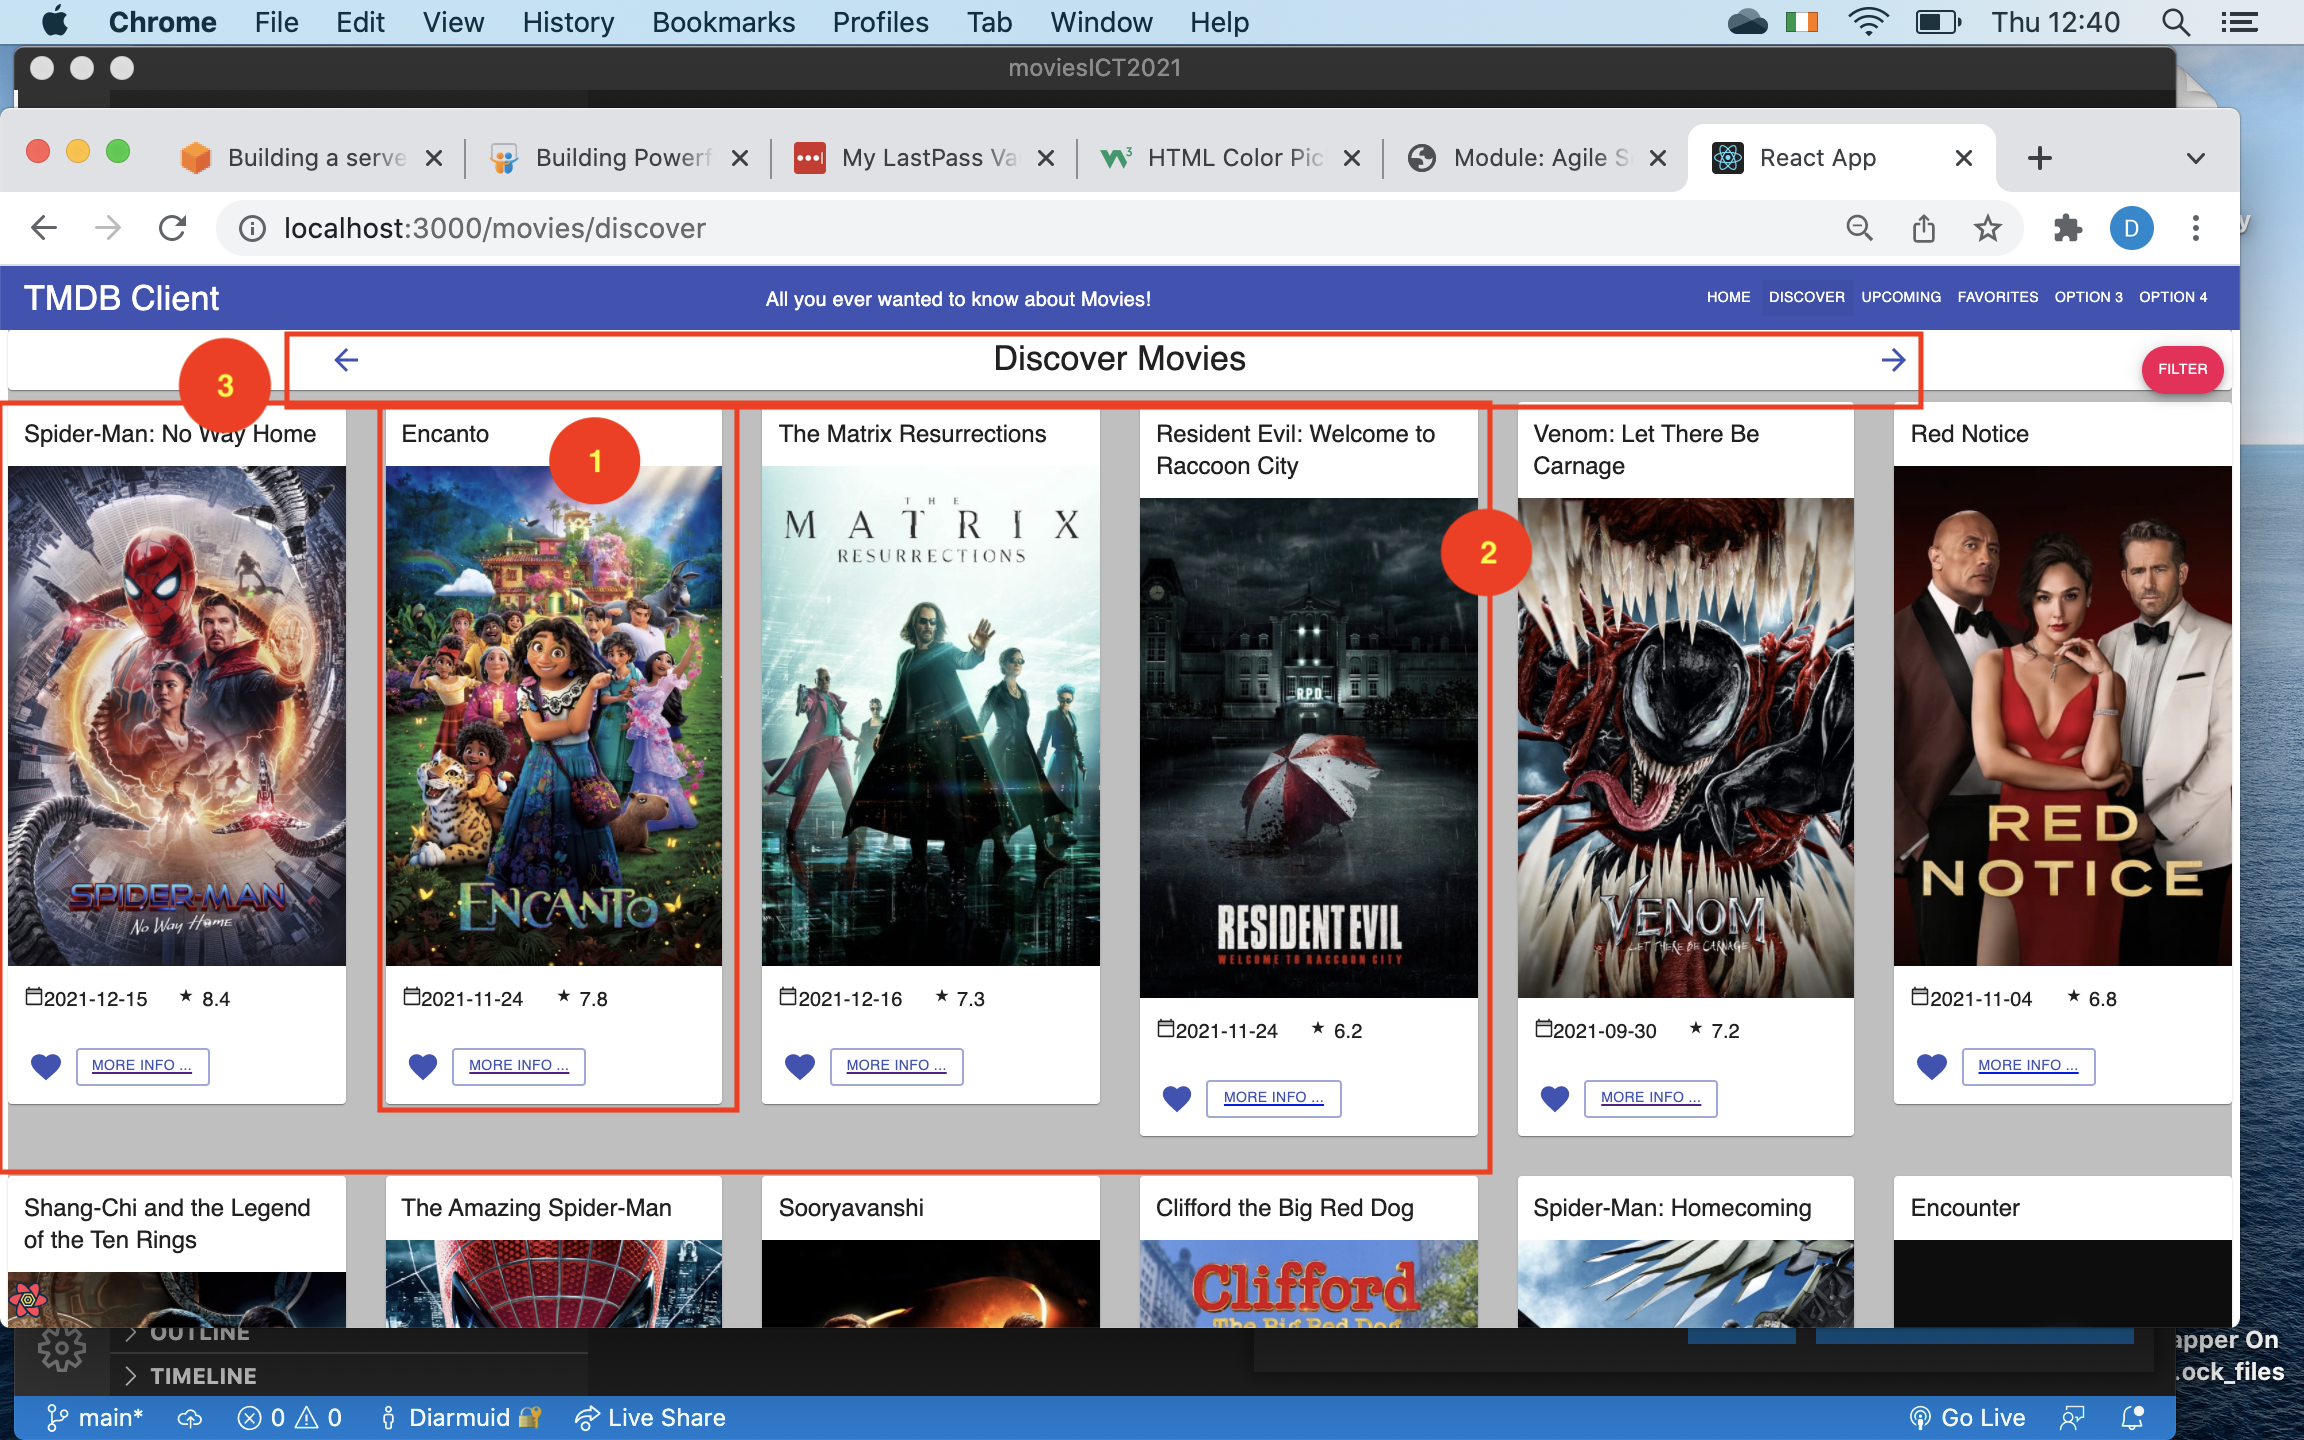 Chrome File Edit View History Bookmarks Profiles Tab Window Help Thu 12:40
moviesICT2021
Building a serve Building Powerf My LastPass Va HTML Color Pic Module: Agile S React App
localhost:3000/movies/discover D
TMDB Client All you ever wanted to know about Movies! HOME DISCOVER UPCOMING FAVORITES OPTION 3 OPTION 4
Discover Movies
FILTER
3
1
2
Spider-Man: No Way Home
SPIDER-MAN
No Way Home
2021-12-15 8.4
MORE INFO ...
Encanto
ENCANTO
2021-11-24 7.8
MORE INFO ...
The Matrix Resurrections
THE
MATRIX
RESURRECTIONS
2021-12-16 7.3
MORE INFO ...
Resident Evil: Welcome to
Raccoon City
R.P.D.
RESIDENT EVIL
WELCOME TO RACCOON CITY
2021-11-24 6.2
MORE INFO ...
Venom: Let There Be
Carnage
VENOM
LET THERE BE CARNAGE
2021-09-30 7.2
MORE INFO ...
Red Notice
RED
NOTICE
2021-11-04 6.8
MORE INFO ...
Shang-Chi and the Legend
of the Ten Rings
The Amazing Spider-Man
Sooryavanshi
Clifford the Big Red Dog
Clifford
The Big Red Dog
Spider-Man: Homecoming
Encounter
OUTLINE
TIMELINE
apper On
ock_files
main* 0 0 Diarmuid Live Share Go Live